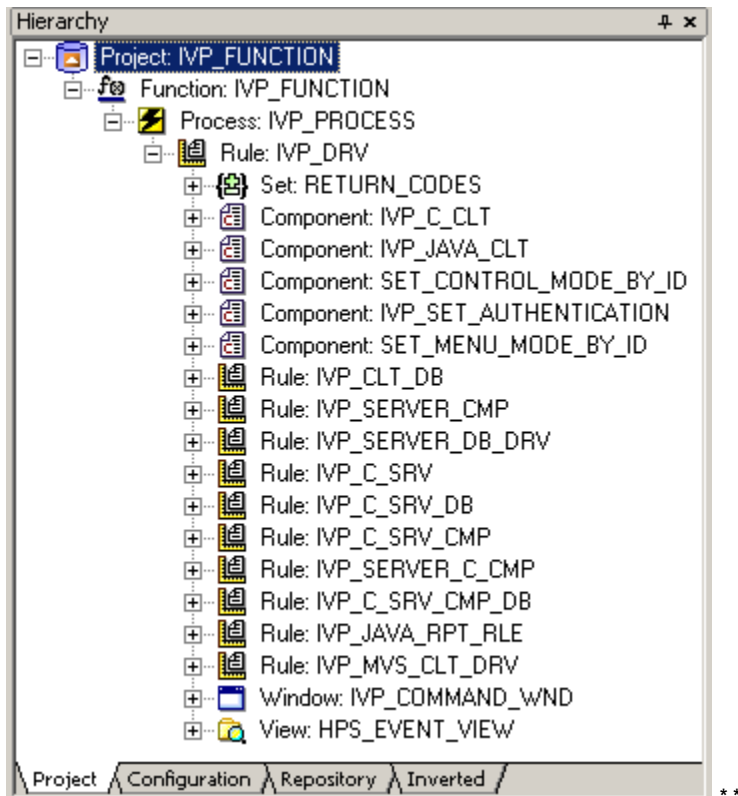 Hierarchy
Project: IVP_FUNCTION
Function: IVP_FUNCTION
Process: IVP_PROCESS
Rule: IVP_DRV
Set: RETURN_CODES
Component: IVP_C_CLT
Component: IVP_JAVA_CLT
Component: SET_CONTROL_MODE_BY_ID
Component: IVP_SET_AUTHENTICATION
Component: SET_MENU_MODE_BY_ID
Rule: IVP_CLT_DB
Rule: IVP_SERVER_CMP
Rule: IVP_SERVER_DB_DRV
Rule: IVP_C_SRV
Rule: IVP_C_SRV_DB
Rule: IVP_C_SRV_CMP
Rule: IVP_SERVER_C_CMP
Rule: IVP_C_SRV_CMP_DB
Rule: IVP_JAVA_RPT_RLE
Rule: IVP_MVS_CLT_DRV
Window: IVP_COMMAND_WND
View: HPS_EVENT_VIEW
Project Configuration Repository Inverted **